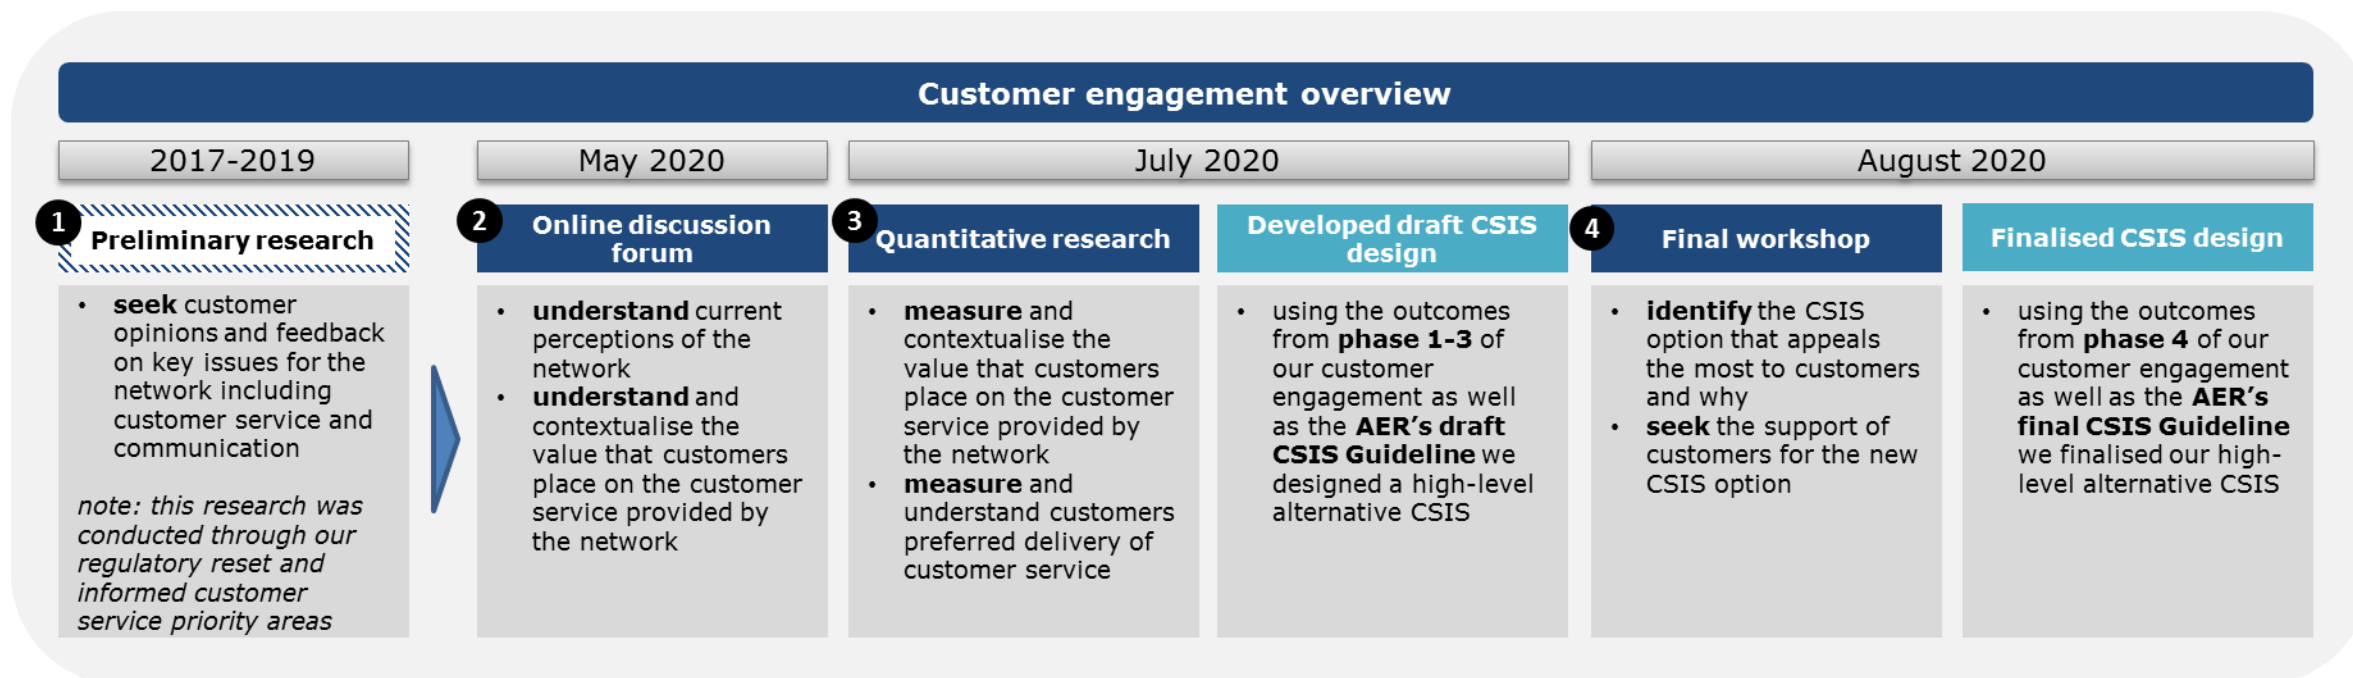 Customer engagement overview
2017-2019
May 2020
July 2020
August 2020
1
Preliminary research
• seek customer
opinions and feedback
on key issues for the
network including
customer service and
communication
note: this research was
conducted through our
regulatory reset and
informed customer
service priority areas
2
Online discussion
forum
• understand current
perceptions of the
network
• understand and
contextualise the
value that customers
place on the customer
service provided by
the network
3
Quantitative research
• measure and
contextualise the
value that customers
place on the customer
service provided by
the network
• measure and
understand customers
preferred delivery of
customer service
Developed draft CSIS
design
• using the outcomes
from phase 1-3 of
our customer
engagement as well
as the AER’s draft
CSIS Guideline we
designed a high-level
alternative CSIS
4
Final workshop
• identify the CSIS
option that appeals
the most to customers
and why
• seek the support of
customers for the new
CSIS option
Finalised CSIS design
• using the outcomes
from phase 4 of our
customer engagement
as well as the AER’s
final CSIS Guideline
we finalised our high-
level alternative CSIS